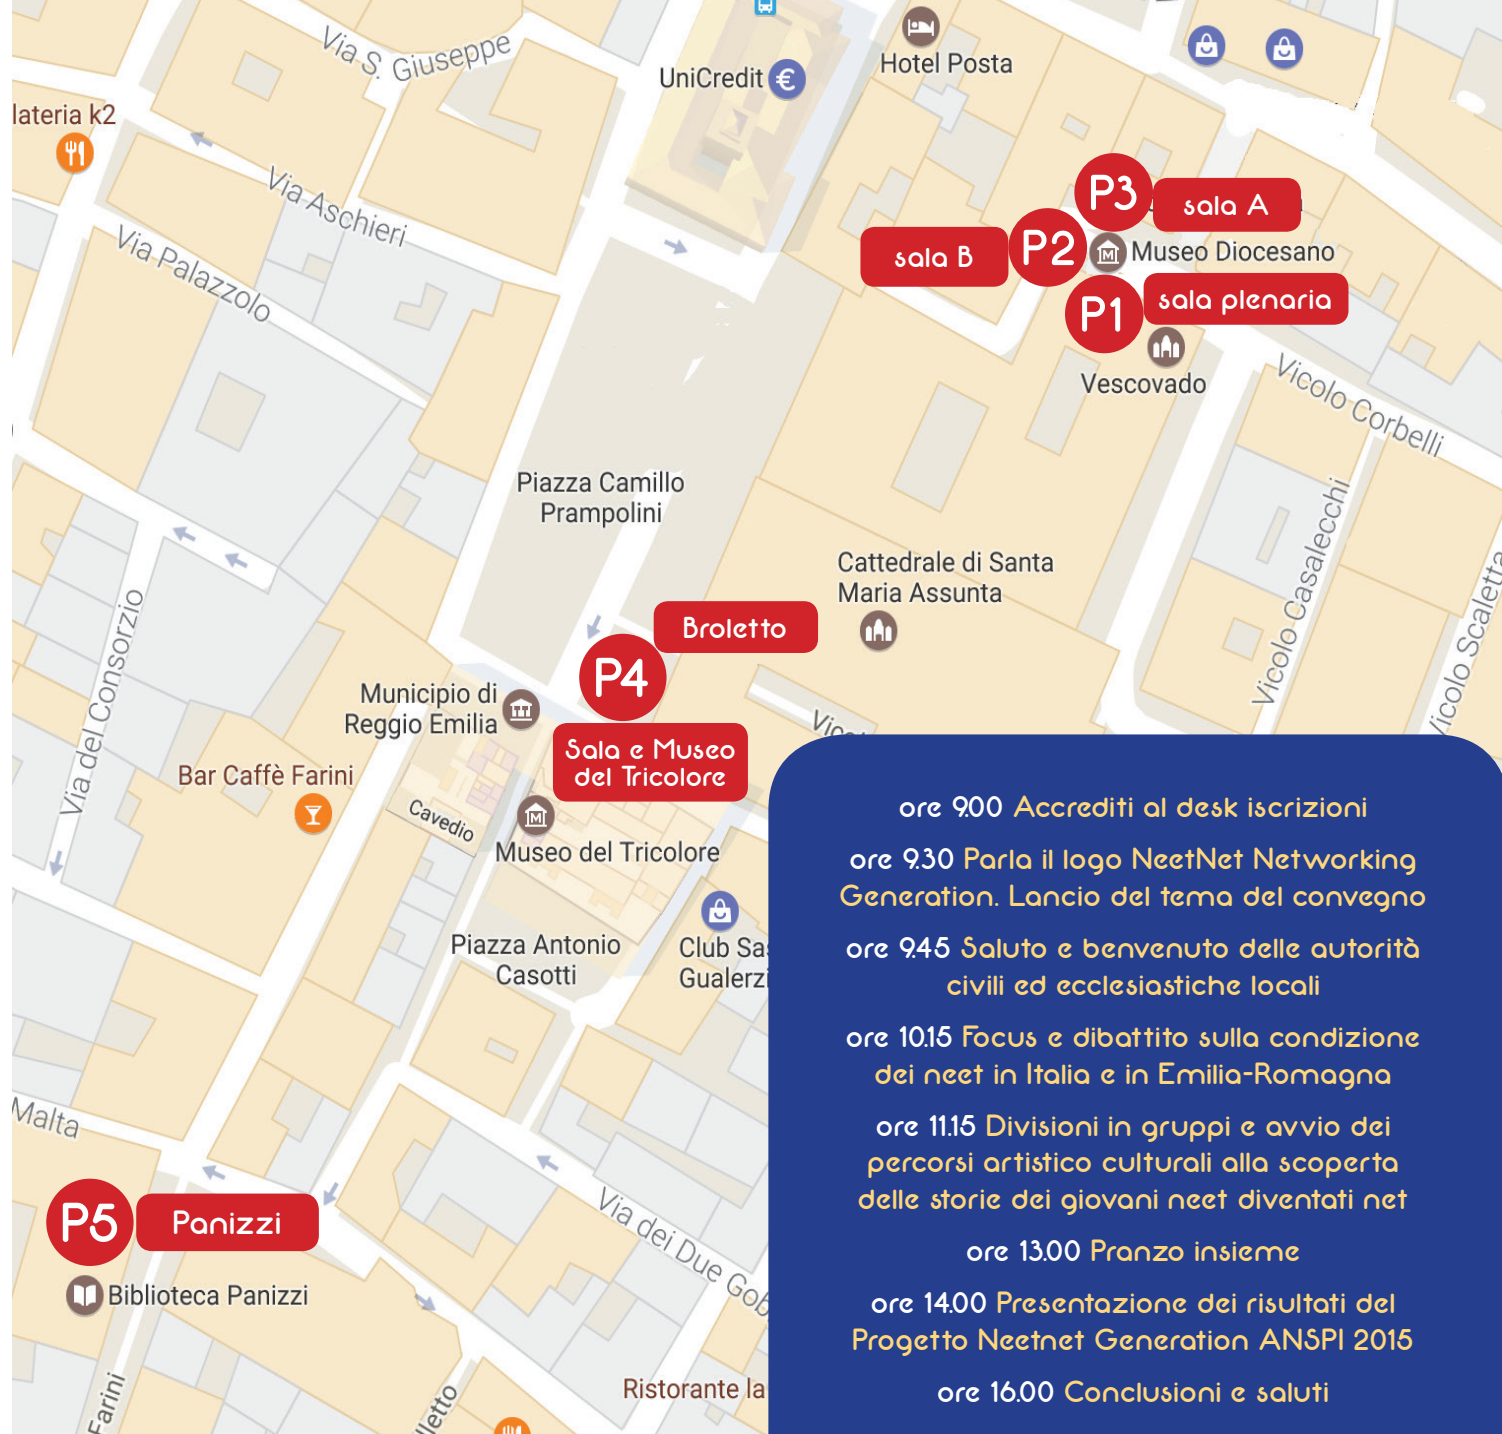 Via S. Giuseppe
UniCredit
Hotel Posta
lateria k2
Via Aschieri
Via Palazzolo
P3
sala A
sala B
P2
Museo Diocesano
P1
sala plenaria
Vescovado
Vicolo Corbelli
Piazza Camillo
Prampolini
Vicolo Casalecchi
Cattedrale di Santa
Maria Assunta
Vicolo Scaletta
Via del Consorzio
Broletto
P4
Municipio di
Reggio Emilia
Sala e Museo
del Tricolore
Bar Caffè Farini
Cavedio
Museo del Tricolore
Piazza Antonio
Casotti
Club Sas
Gualerzi
Malta
P5
Panizzi
Biblioteca Panizzi
Via dei Due Gob
Farini
lletto
Ristorante la
ore 9.00 Accrediti al desk iscrizioni
ore 9.30 Parla il logo NeetNet Networking
Generation. Lancio del tema del convegno
ore 9.45 Saluto e benvenuto delle autorità
civili ed ecclesiastiche locali
ore 10.15 Focus e dibattito sulla condizione
dei neet in Italia e in Emilia-Romagna
ore 11.15 Divisioni in gruppi e avvio dei
percorsi artistico culturali alla scoperta
delle storie dei giovani neet diventati net
ore 13.00 Pranzo insieme
ore 14.00 Presentazione dei risultati del
Progetto Neetnet Generation ANSPI 2015
ore 16.00 Conclusioni e saluti